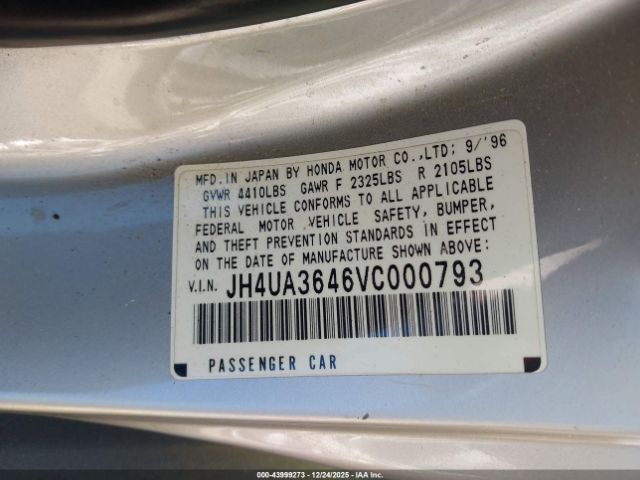 MFD.IN JAPAN BY HONDA MOTOR CO.,LTD: 9/'96
GVWR 4410LBS GAWR F 2325LBS R 2105LBS
THIS VEHICLE CONFORMS TO ALL APPLICABLE
FEDERAL MOTOR VEHICLE SAFETY, BUMPER,
AND THEFT PREVENTION STANDARDS IN EFFECT
ON THE DATE OF MANUFACTURE SHOWN ABOVE:
V.I.N. JH4UA3646VC000793
PASSENGER CAR
000-43999273 | 12/24/2025 - IAAI.COM